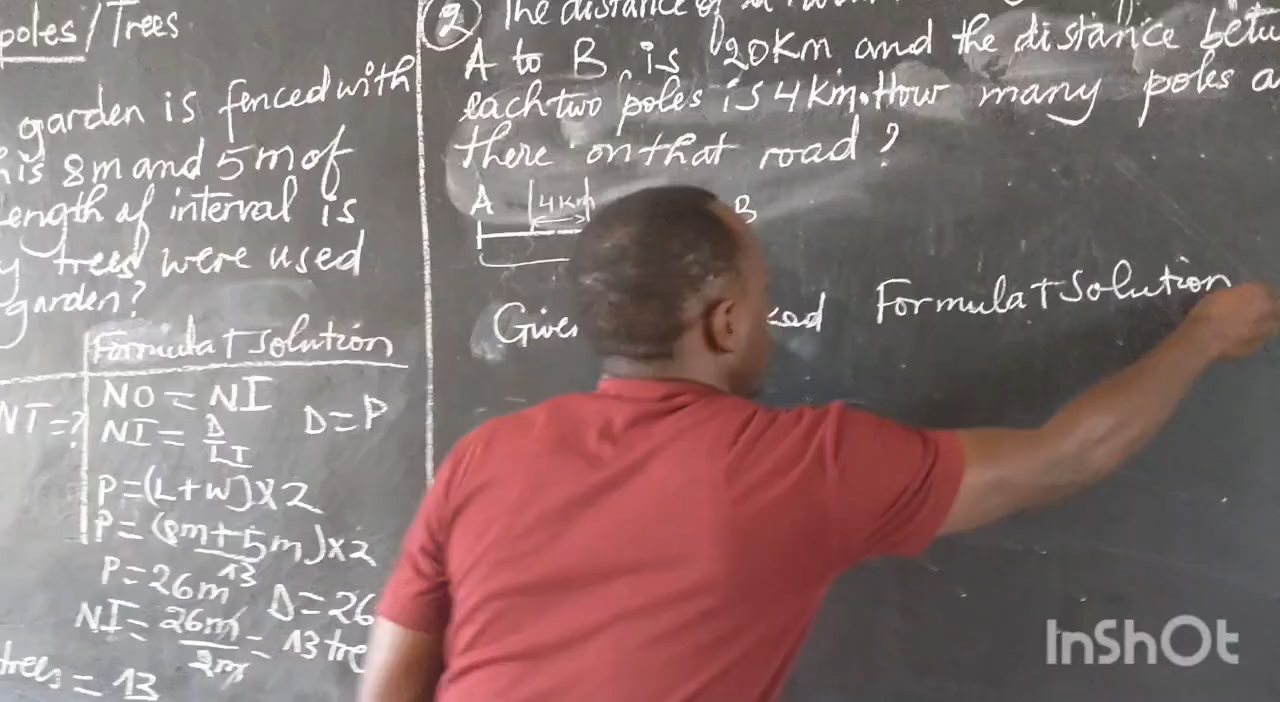 poles/Trees
garden is fenced with
is 8m and 5m of
Length of interval is
trees were used
garden?
Formula + Solution
NO = NI
NT=? NI = D/LI D=P
P=(L+W)x2
P=(8m+5m)x2
13
P=26m
D=26
NI= 26m/2m = 13 tre
trees = 13
2 The distance of
A to B is 20km and the distance betw
each two poles is 4km. How many poles a
there on that road?
A 4km B
Formula + Solution
InShOt